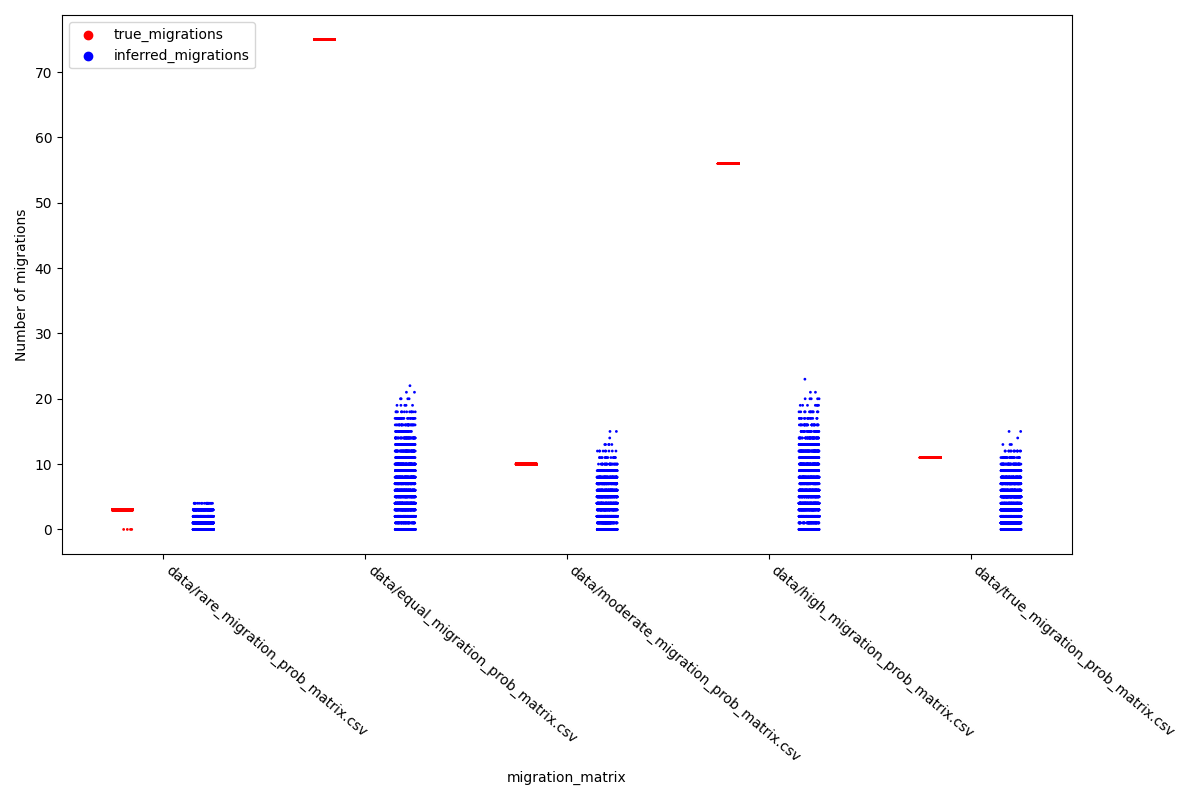 true_migrations
inferred_migrations
Number of migrations
70
60
50
40
30
20
10
0
data/rare_migration_prob_matrix.csv
data/equal_migration_prob_matrix.csv
data/moderate_migration_prob_matrix.csv
data/high_migration_prob_matrix.csv
data/true_migration_prob_matrix.csv
migration_matrix